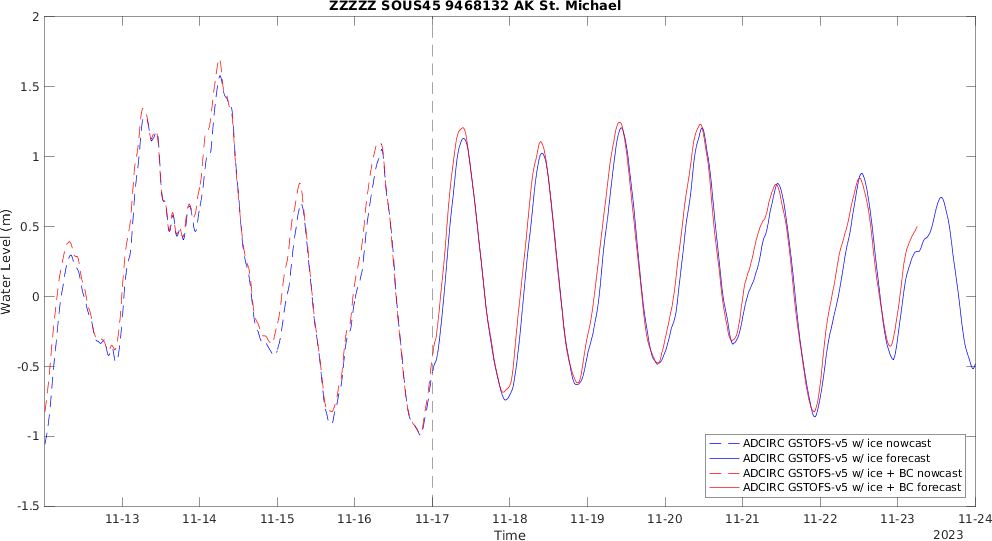 ZZZZZ SOUS45 9468132 AK St. Michael
2
1.5
1
0.5
0
-0.5
-1
-1.5
Water Level (m)
ADCIRC GSTOFS-v5 w/ ice nowcast
ADCIRC GSTOFS-v5 w/ ice forecast
ADCIRC GSTOFS-v5 w/ ice + BC nowcast
ADCIRC GSTOFS-v5 w/ ice + BC forecast
11-13 11-14 11-15 11-16 11-17 11-18 11-19 11-20 11-21 11-22 11-23 11-24
Time
2023